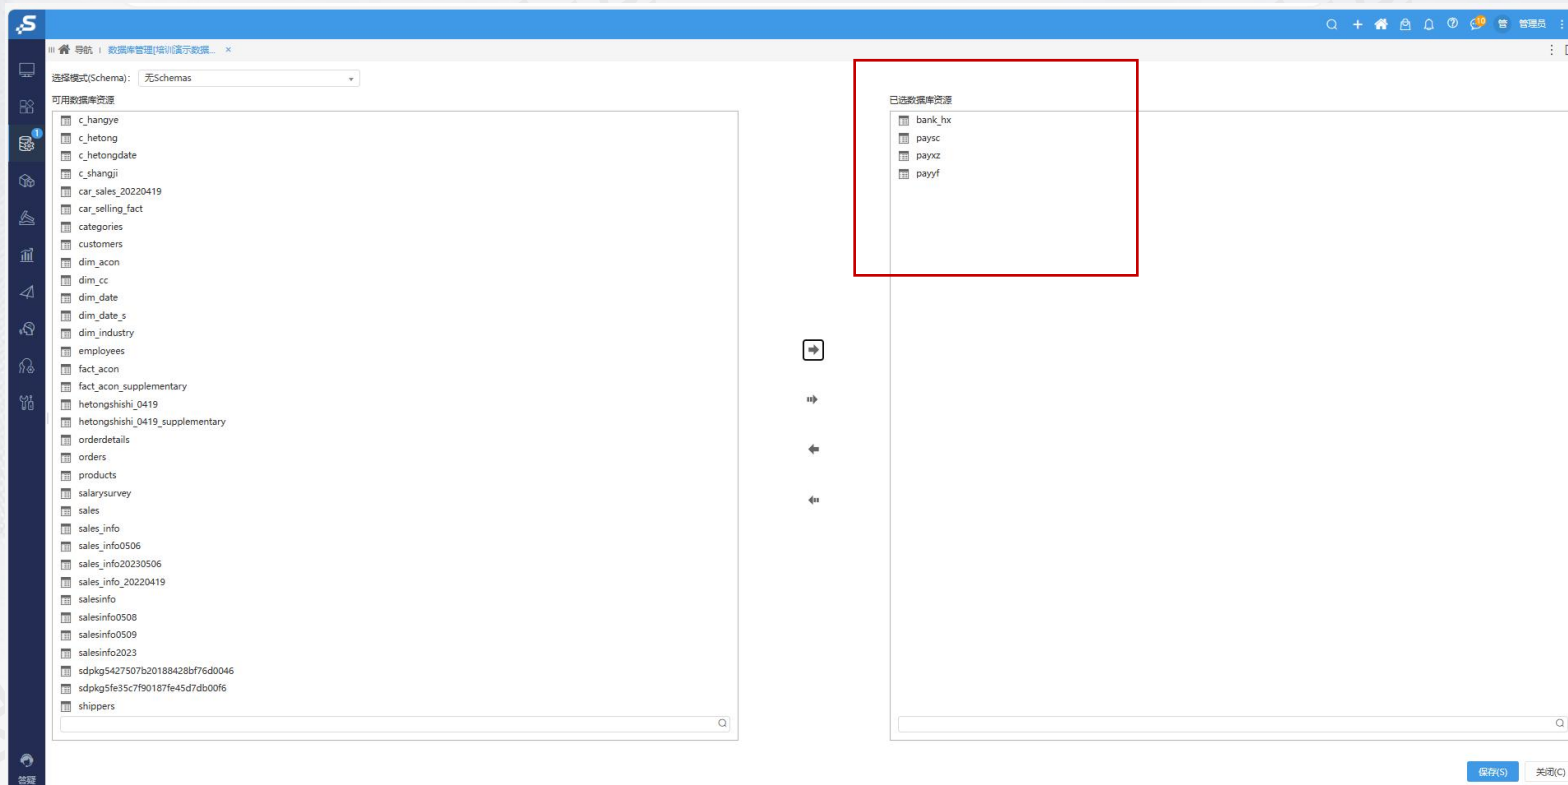 S
10
管
管理员
导航
数据库管理[培训演示数据...
×
选择模式(Schema):
无Schemas
可用数据库资源
c_hangye
c_hetong
c_hetongdate
c_shangji
car_sales_20220419
car_selling_fact
categories
customers
dim_acon
dim_cc
dim_date
dim_date_s
dim_industry
employees
fact_acon
fact_acon_supplementary
hetongshishi_0419
hetongshishi_0419_supplementary
orderdetails
orders
products
salarysurvey
sales
sales_info
sales_info0506
sales_info20230506
sales_info_20220419
salesinfo
salesinfo0508
salesinfo0509
salesinfo2023
sdpkg5427507b20188428bf76d0046
sdpkg5fe35c7f90187fe45d7db00f6
shippers
已选数据库资源
bank_hx
paysc
payxz
payyf
1
答疑
保存(S)
关闭(C)